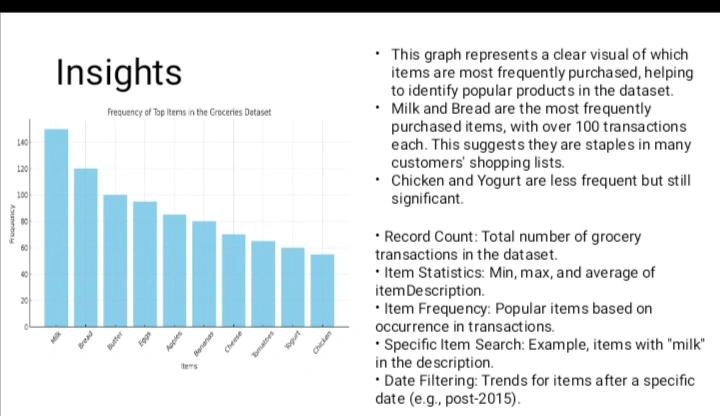 Insights
Frequency of Top Items in the Groceries Dataset
140
120
100
80
60
40
20
0
Frequency
Milk
Bread
Butter
Eggs
Apples
Bananas
Cheese
Tomatoes
Yogurt
Chicken
Items
• This graph represents a clear visual of which
items are most frequently purchased, helping
to identify popular products in the dataset.
• Milk and Bread are the most frequently
purchased items, with over 100 transactions
each. This suggests they are staples in many
customers' shopping lists.
• Chicken and Yogurt are less frequent but still
significant.
• Record Count: Total number of grocery
transactions in the dataset.
• Item Statistics: Min, max, and average of
itemDescription.
• Item Frequency: Popular items based on
occurrence in transactions.
• Specific Item Search: Example, items with "milk"
in the description.
• Date Filtering: Trends for items after a specific
date (e.g., post-2015).